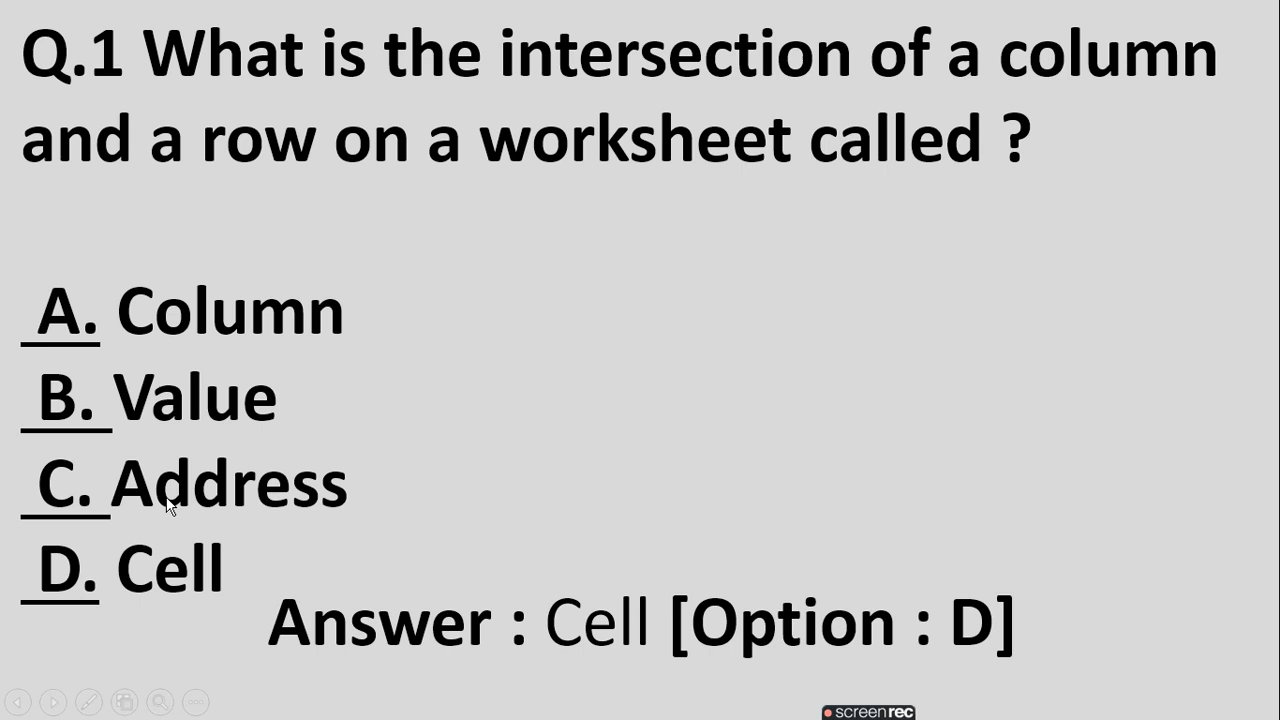 Q.1 What is the intersection of a column
and a row on a worksheet called ?
A. Column
B. Value
C. Address
D. Cell
Answer : Cell [Option : D]
screenrec